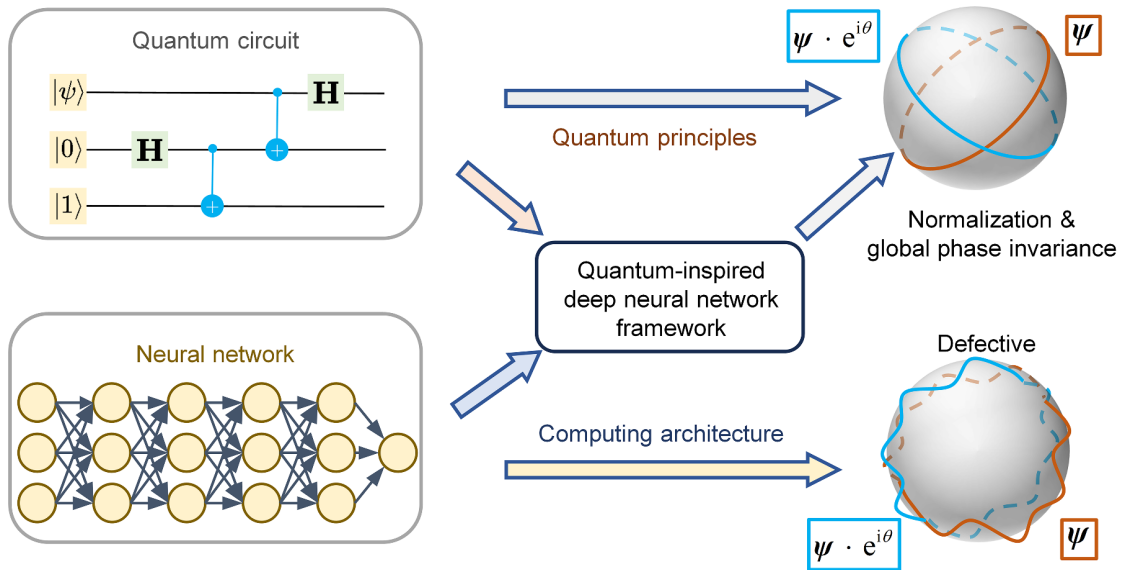 Quantum circuit
|ψ⟩
H
|0⟩
H
|1⟩
Quantum principles
ψ · e^{iθ}
ψ
Normalization &
global phase invariance
Quantum-inspired
deep neural network
framework
Neural network
Computing architecture
Defective
ψ · e^{iθ}
ψ